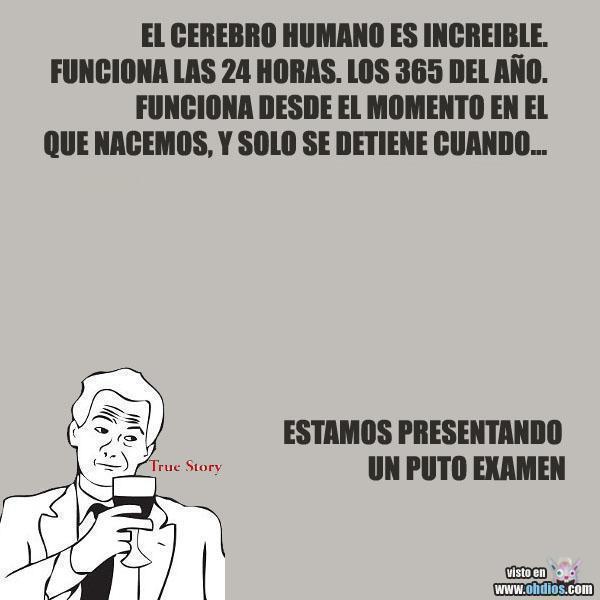 EL CEREBRO HUMANO ES INCREIBLE.
FUNCIONA LAS 24 HORAS. LOS 365 DEL AÑO.
FUNCIONA DESDE EL MOMENTO EN EL
QUE NACEMOS, Y SOLO SE DETIENE CUANDO...
True Story
ESTAMOS PRESENTANDO
UN PUTO EXAMEN
visto en
www.ohdios.com